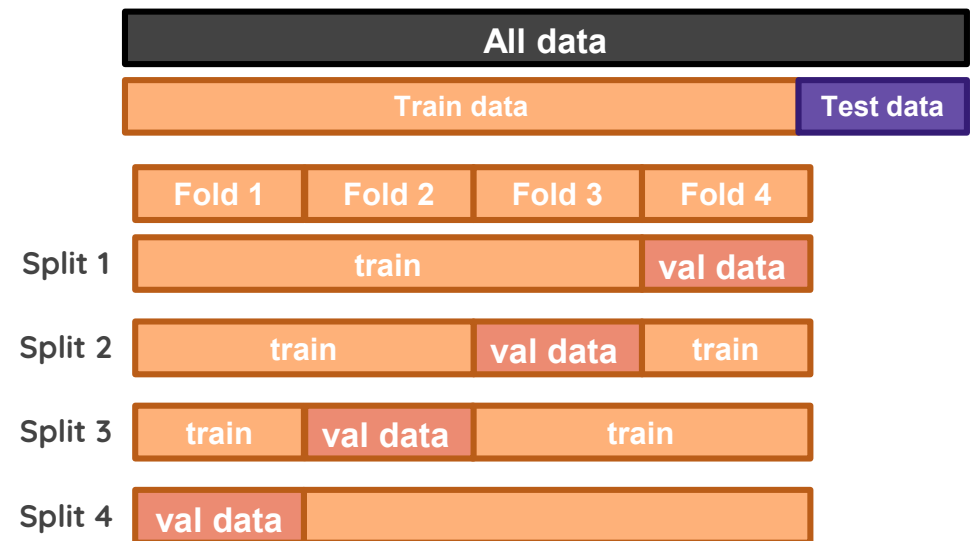 All data
Train data Test data
Fold 1 Fold 2 Fold 3 Fold 4
Split 1 train val data
Split 2 train val data train
Split 3 train val data train
Split 4 val data